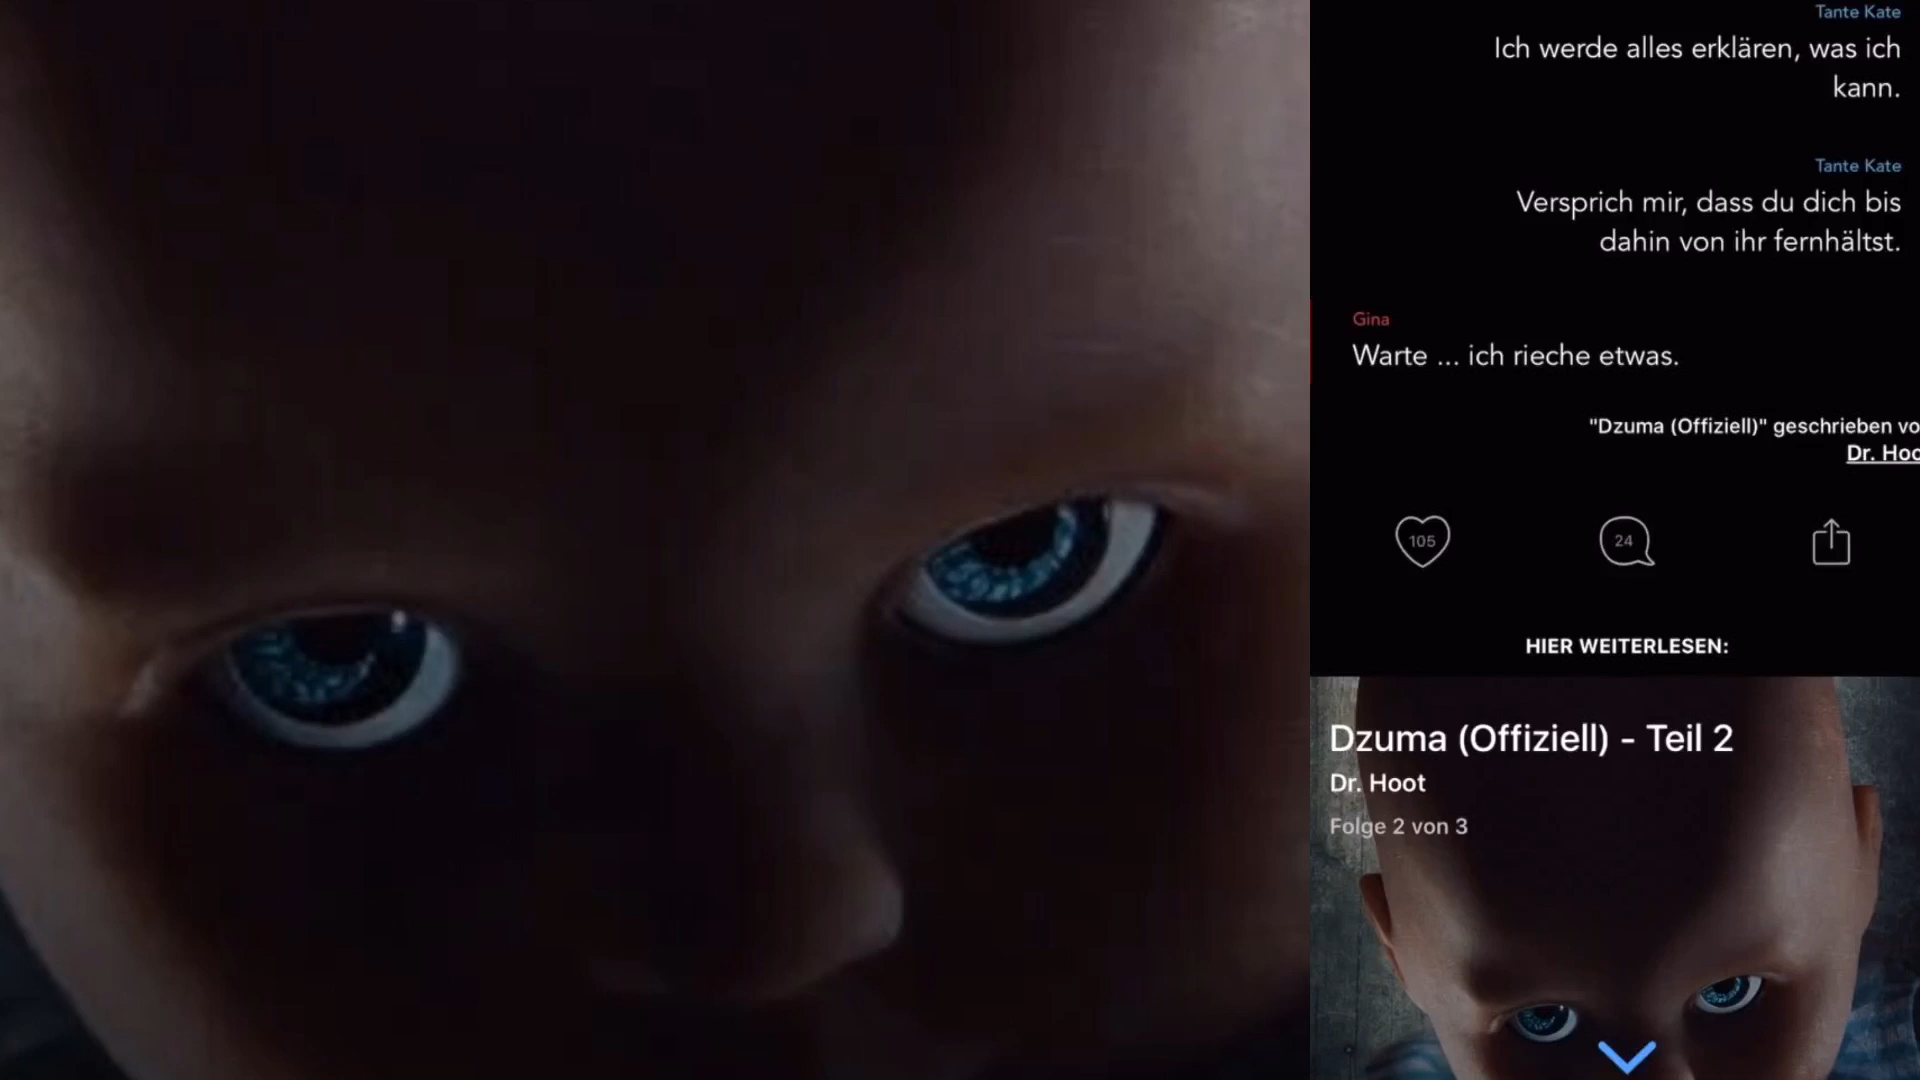 Tante Kate
Ich werde alles erklären, was ich
kann.
Tante Kate
Versprich mir, dass du dich bis
dahin von ihr fernhältst.
Gina
Warte ... ich rieche etwas.
"Dzuma (Offiziell)" geschrieben vo
Dr. Hoo
105
24
HIER WEITERLESEN:
Dzuma (Offiziell) - Teil 2
Dr. Hoot
Folge 2 von 3